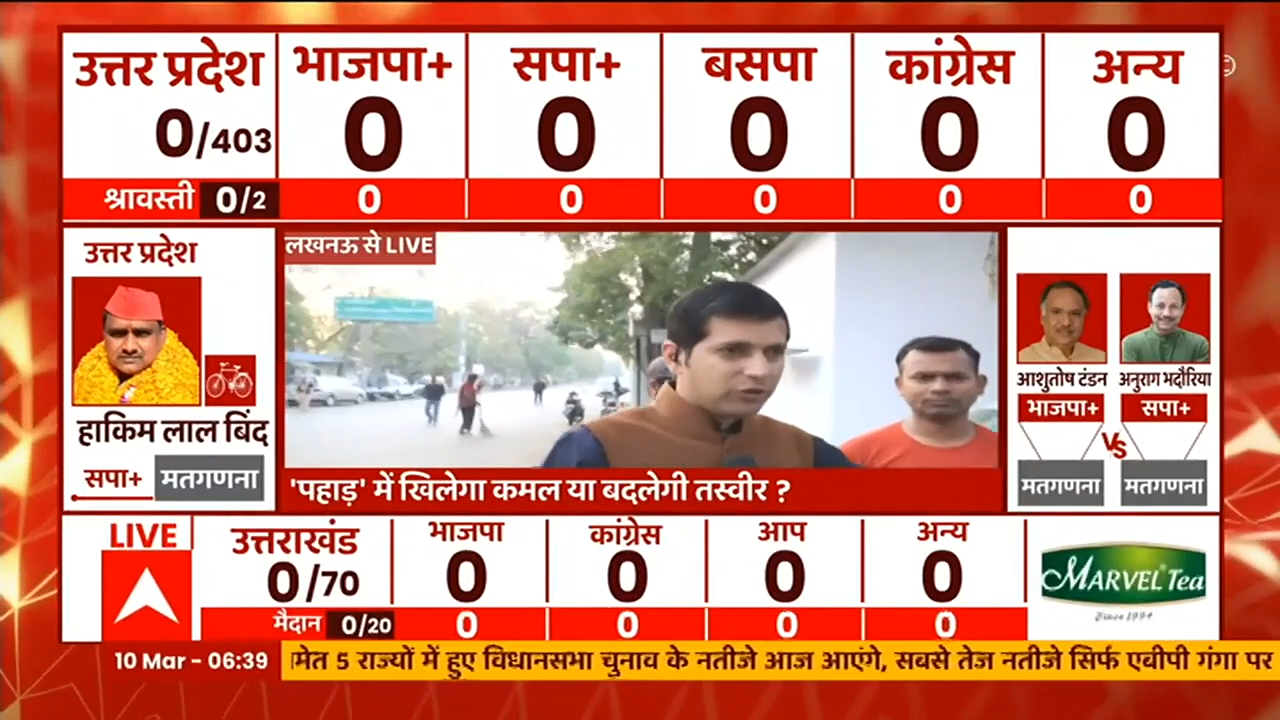 उत्तर प्रदेश
0/403
भाजपा+
0
सपा+
0
बसपा
0
कांग्रेस
0
अन्य
0
श्रावस्ती 0/2 0 0 0 0 0
उत्तर प्रदेश
हाकिम लाल बिंद
सपा+ मतगणना
लखनऊ से LIVE
'पहाड़' में खिलेगा कमल या बदलेगी तस्वीर ?
आशुतोष टंडन
भाजपा+
मतगणना
VS
अनुराग भदौरिया
सपा+
मतगणना
LIVE
उत्तराखंड
0/70
भाजपा
0
कांग्रेस
0
आप
0
अन्य
0
मैदान 0/20 0 0 0 0
MARVEL Tea
Since 1994
10 Mar - 06:39
मेत 5 राज्यों में हुए विधानसभा चुनाव के नतीजे आज आएंगे, सबसे तेज नतीजे सिर्फ एबीपी गंगा पर